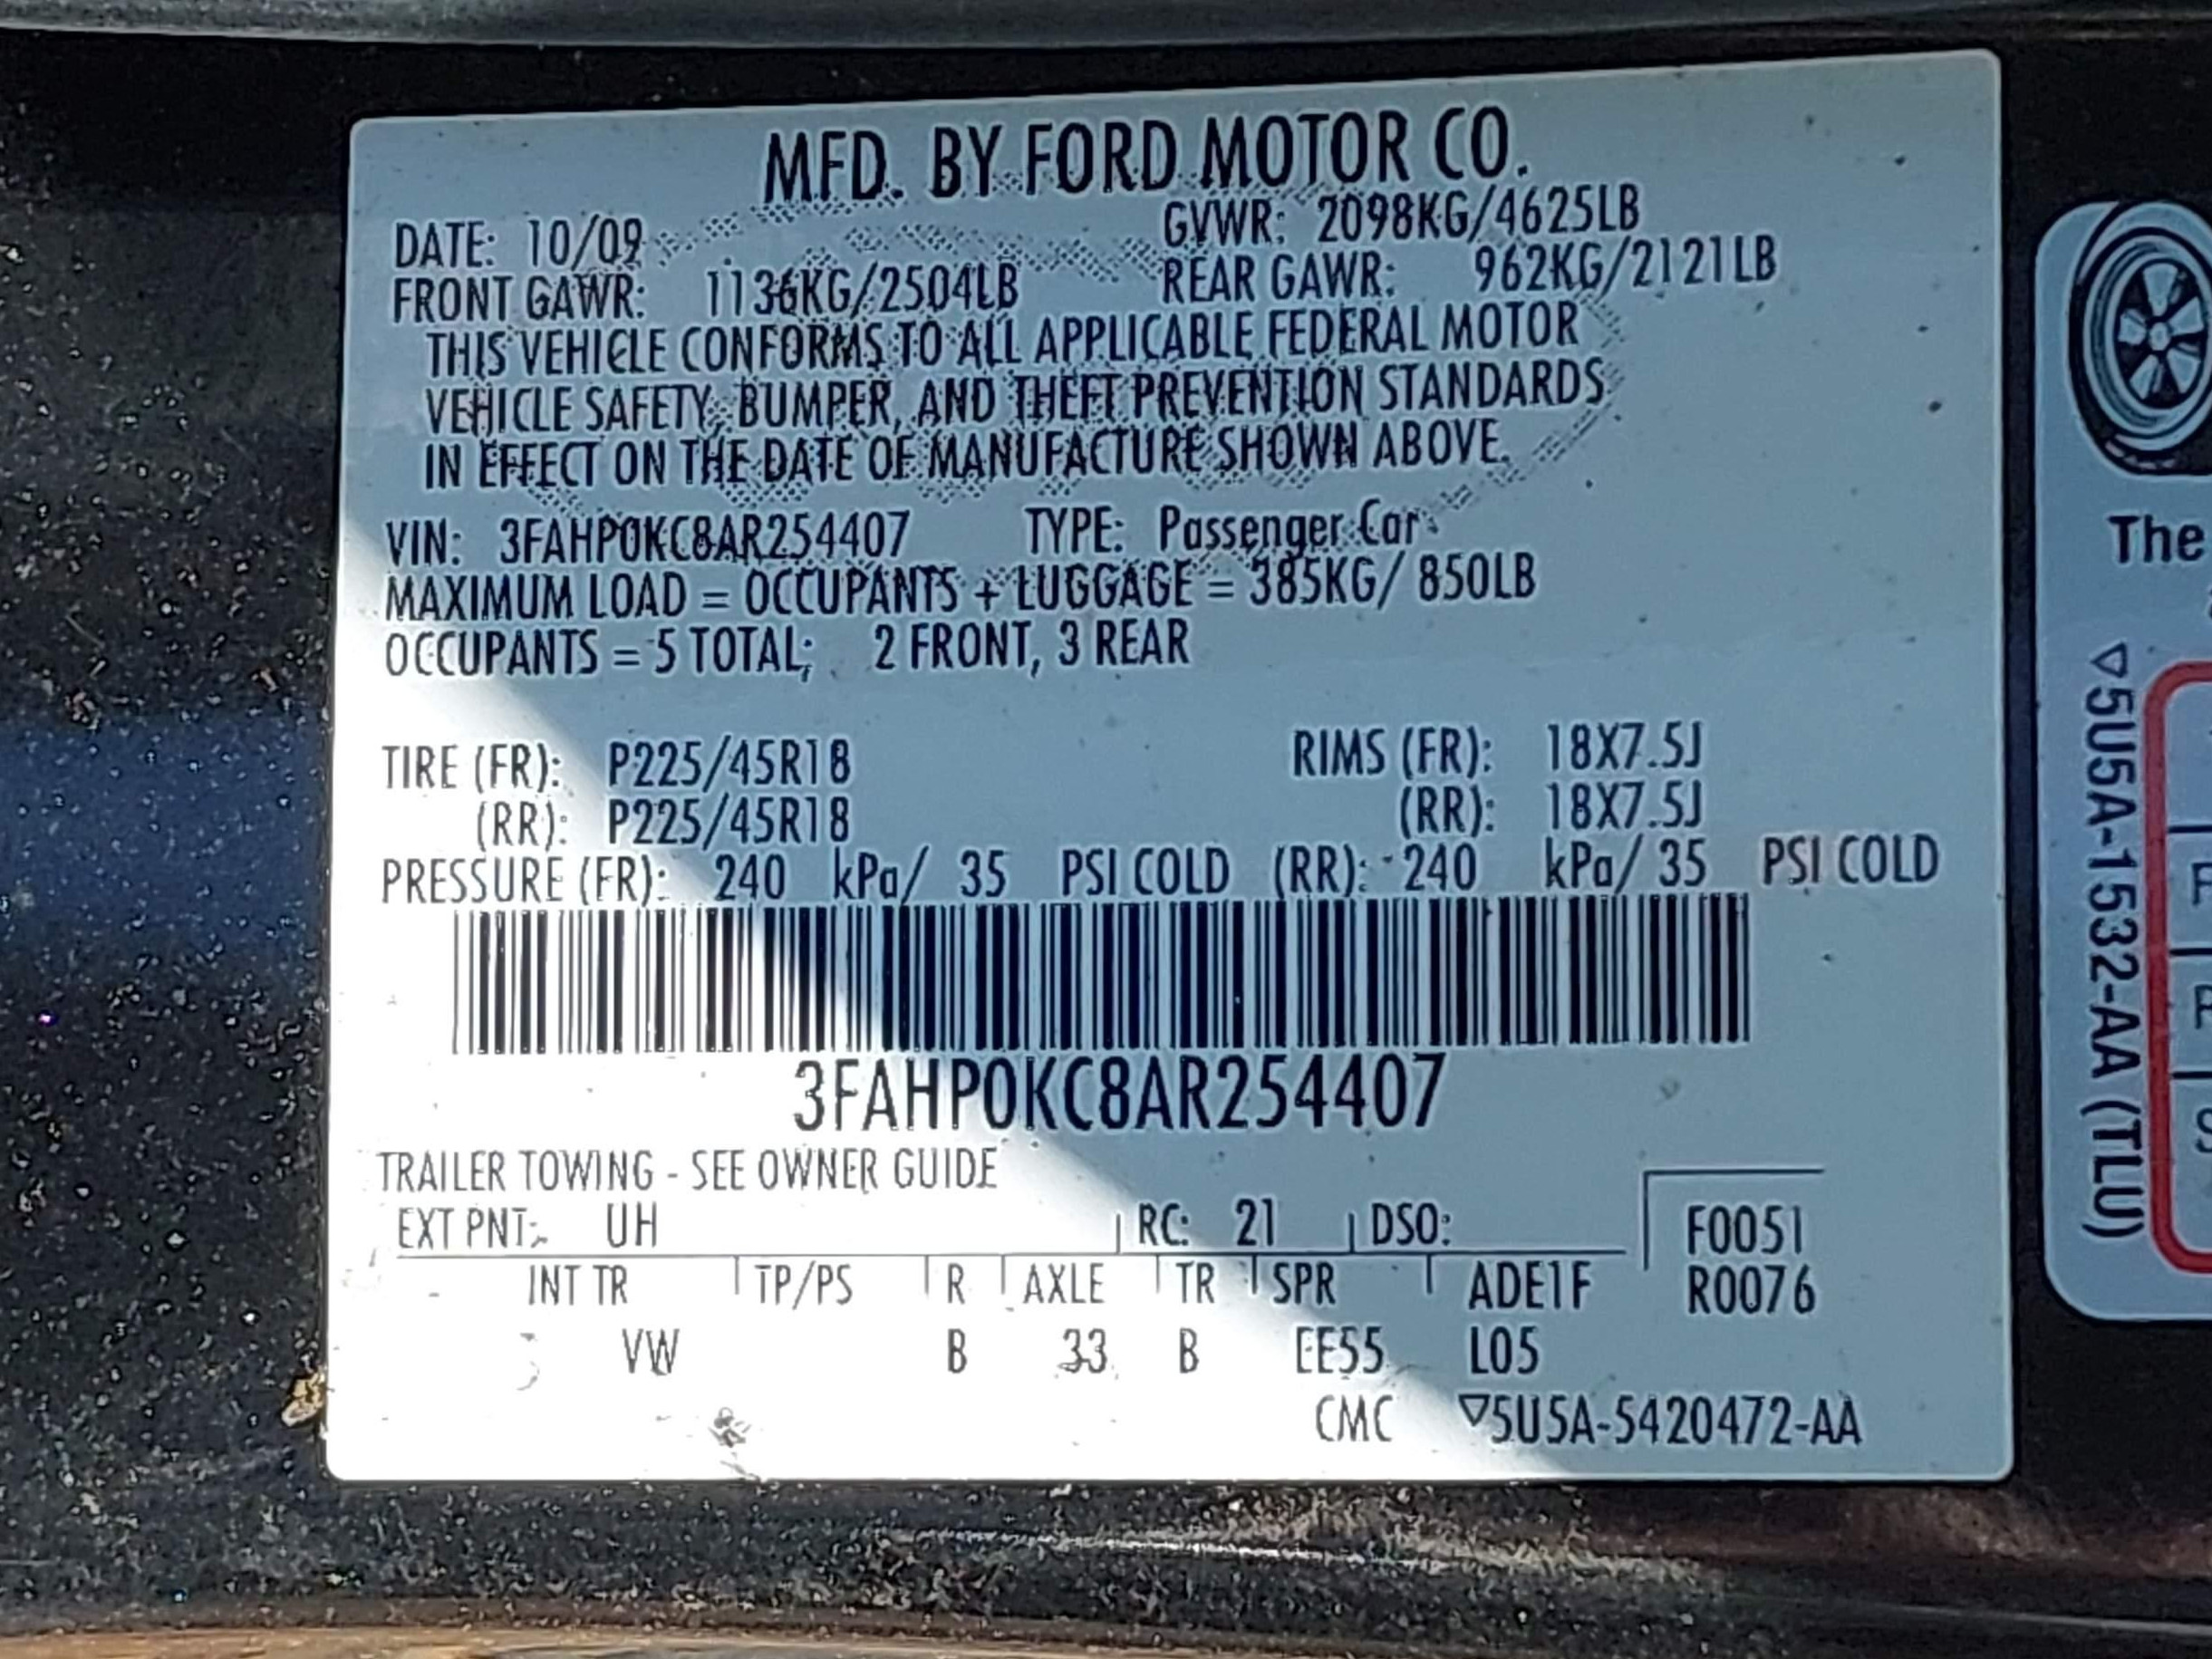 MFD. BY FORD MOTOR CO.
DATE: 10/09 GVWR: 2098KG/4625LB
FRONT GAWR: 1136KG/2504LB REAR GAWR: 962KG/2121LB
THIS VEHICLE CONFORMS TO ALL APPLICABLE FEDERAL MOTOR
VEHICLE SAFETY, BUMPER, AND THEFT PREVENTION STANDARDS
IN EFFECT ON THE DATE OF MANUFACTURE SHOWN ABOVE.
VIN: 3FAHP0KC8AR254407 TYPE: Passenger Car
MAXIMUM LOAD = OCCUPANTS + LUGGAGE = 385KG/ 850LB
OCCUPANTS = 5 TOTAL; 2 FRONT, 3 REAR
TIRE (FR): P225/45R18 RIMS (FR): 18X7.5J
(RR): P225/45R18 (RR): 18X7.5J
PRESSURE (FR): 240 kPa/ 35 PSI COLD (RR): 240 kPa/ 35 PSI COLD
3FAHP0KC8AR254407
TRAILER TOWING - SEE OWNER GUIDE
EXT PNT: UH RC: 21 DSO: F0051
INT TR TP/PS R AXLE TR SPR ADE1F R0076
VW B 33 B EE55 L05
CMC ▽5U5A-5420472-AA
The
▽5U5A-1532-AA (TLU)